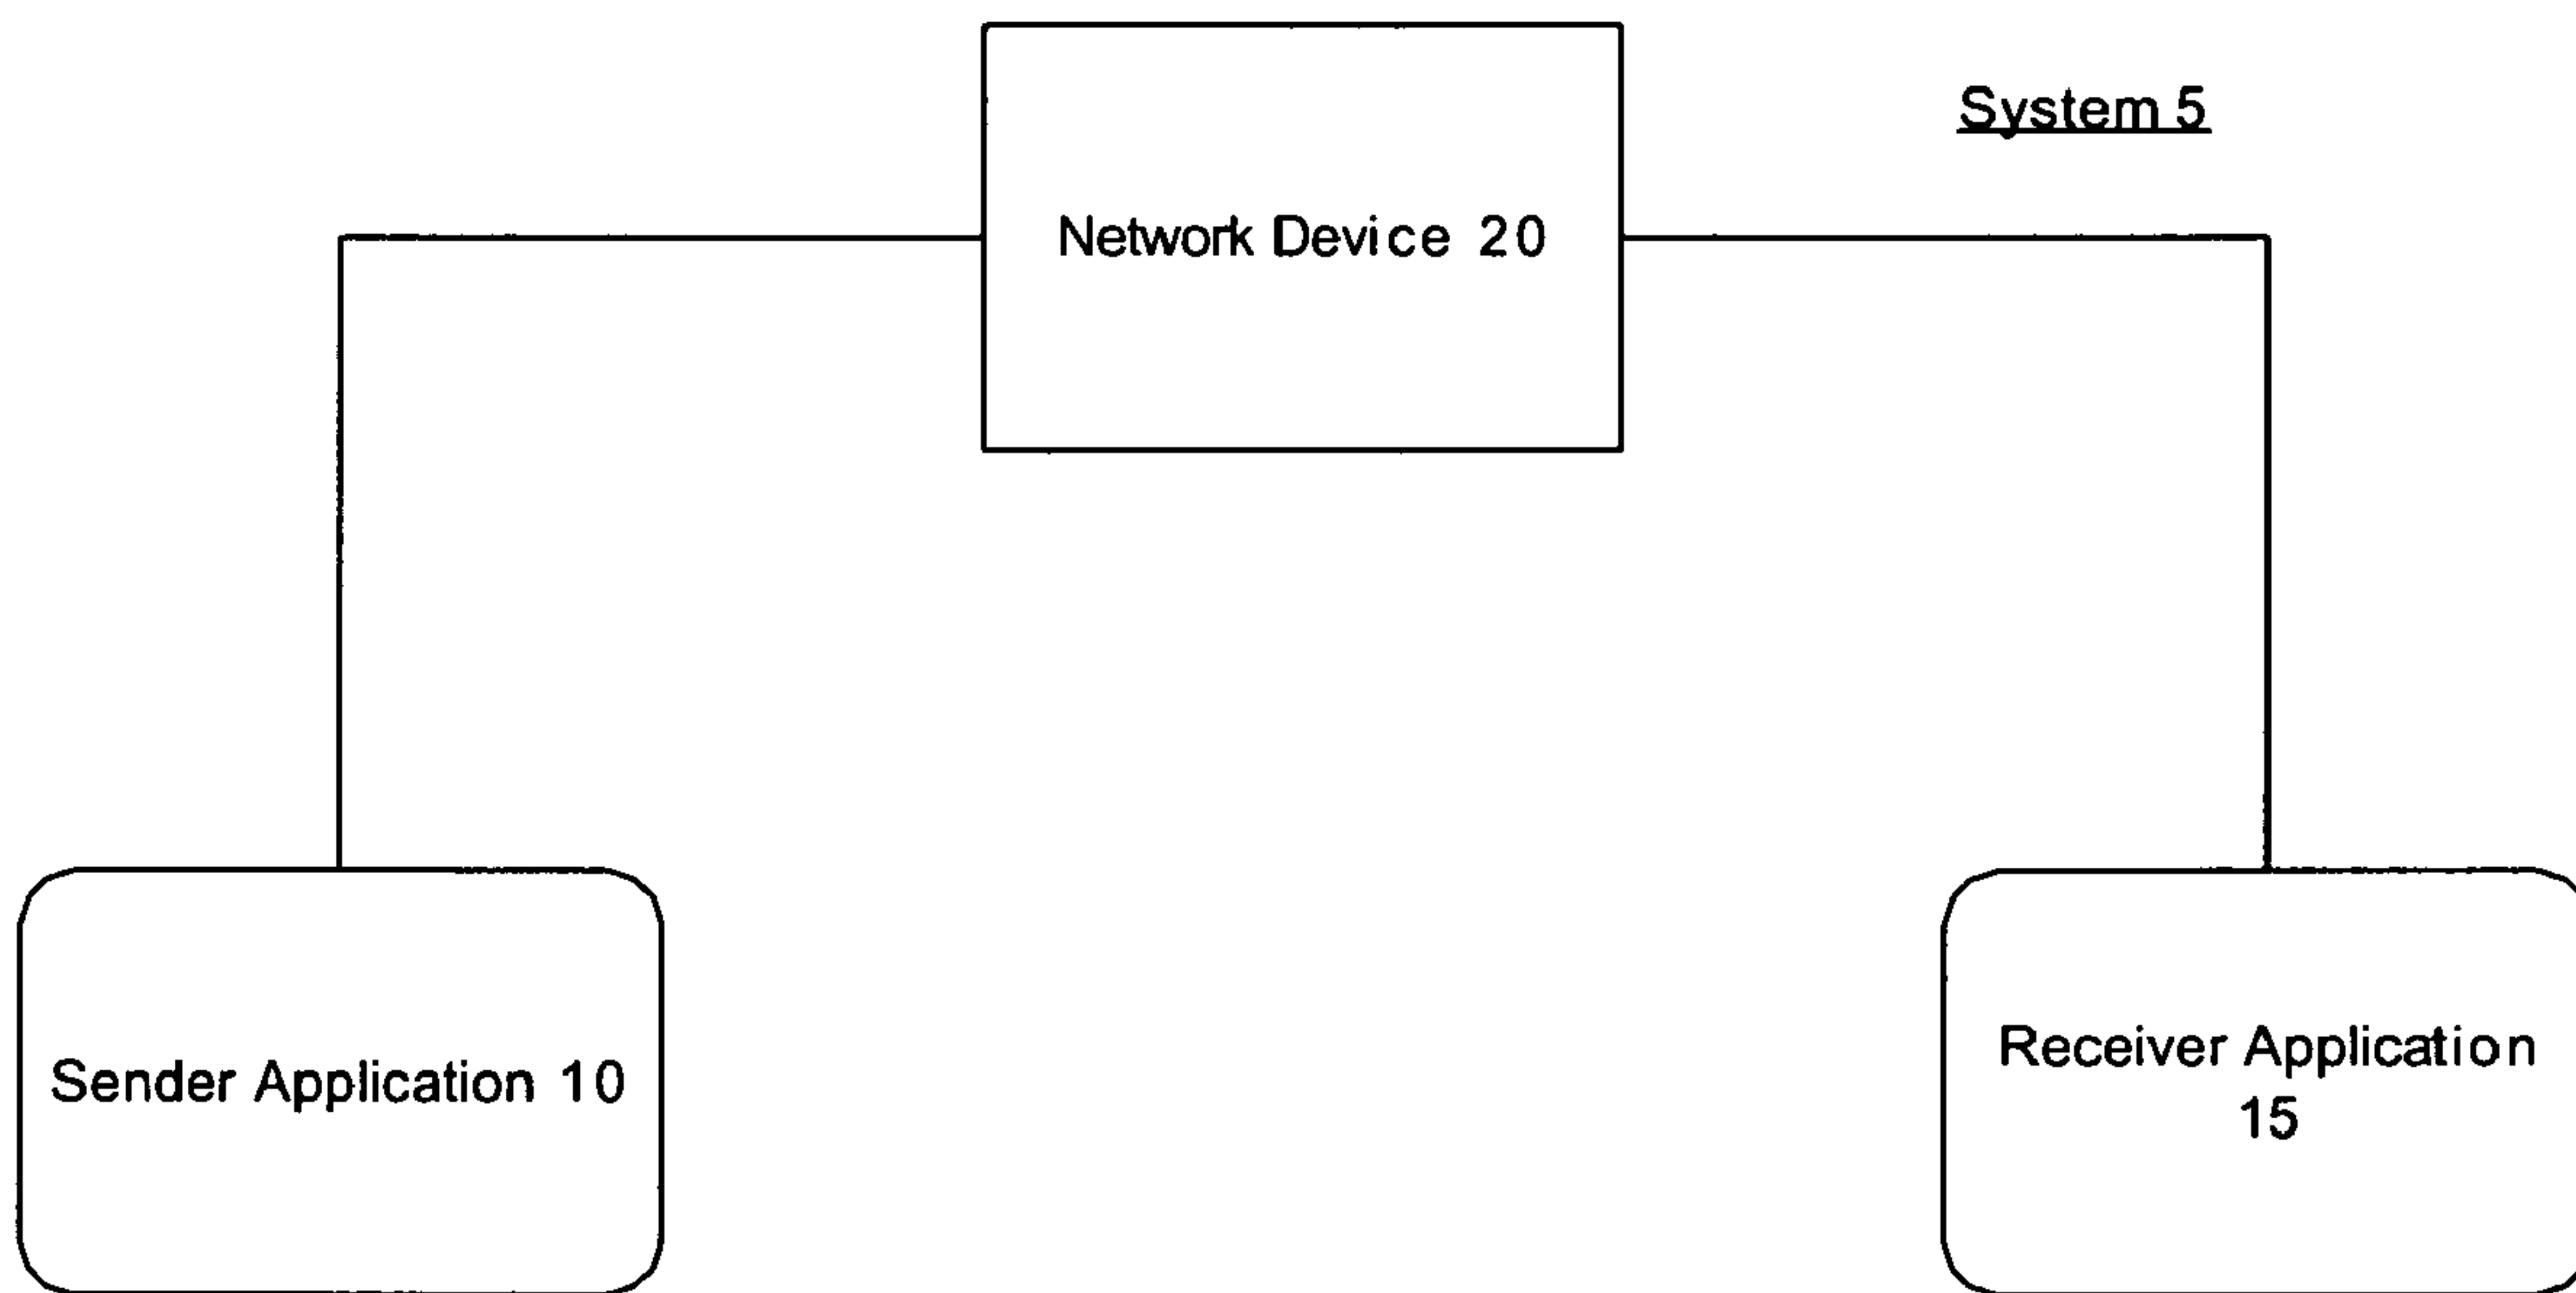 System 5
Network Device 20
Sender Application 10
Receiver Application
15